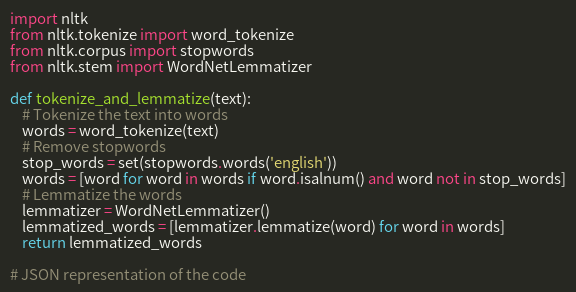 import nltk
from nltk.tokenize import word_tokenize
from nltk.corpus import stopwords
from nltk.stem import WordNetLemmatizer

def tokenize_and_lemmatize(text):
    # Tokenize the text into words
    words = word_tokenize(text)
    # Remove stopwords
    stop_words = set(stopwords.words('english'))
    words = [word for word in words if word.isalnum() and word not in stop_words]
    # Lemmatize the words
    lemmatizer = WordNetLemmatizer()
    lemmatized_words = [lemmatizer.lemmatize(word) for word in words]
    return lemmatized_words

# JSON representation of the code